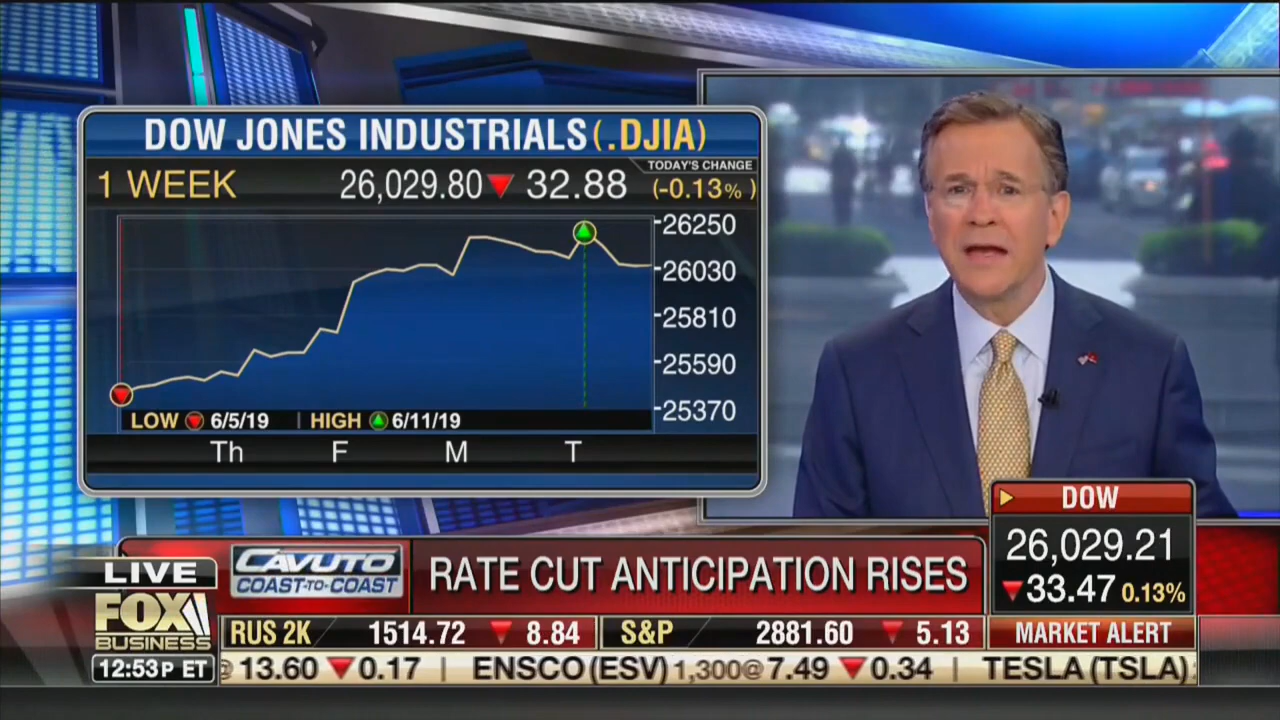 DOW JONES INDUSTRIALS(.DJIA)
TODAY'S CHANGE
1 WEEK 26,029.80 ▼ 32.88 (-0.13%)
26250
26030
25810
25590
25370
LOW 6/5/19 | HIGH 6/11/19
Th F M T
DOW
26,029.21
▼33.47 0.13%
MARKET ALERT
CAVUTO
COAST-TO-COAST
RATE CUT ANTICIPATION RISES
LIVE
FOX
BUSINESS
12:53P ET
RUS 2K 1514.72 ▼ 8.84 S&P 2881.60 ▼ 5.13
@ 13.60 ▼ 0.17 | ENSCO (ESV) 1,300@ 7.49 ▼ 0.34 | TESLA (TSLA)